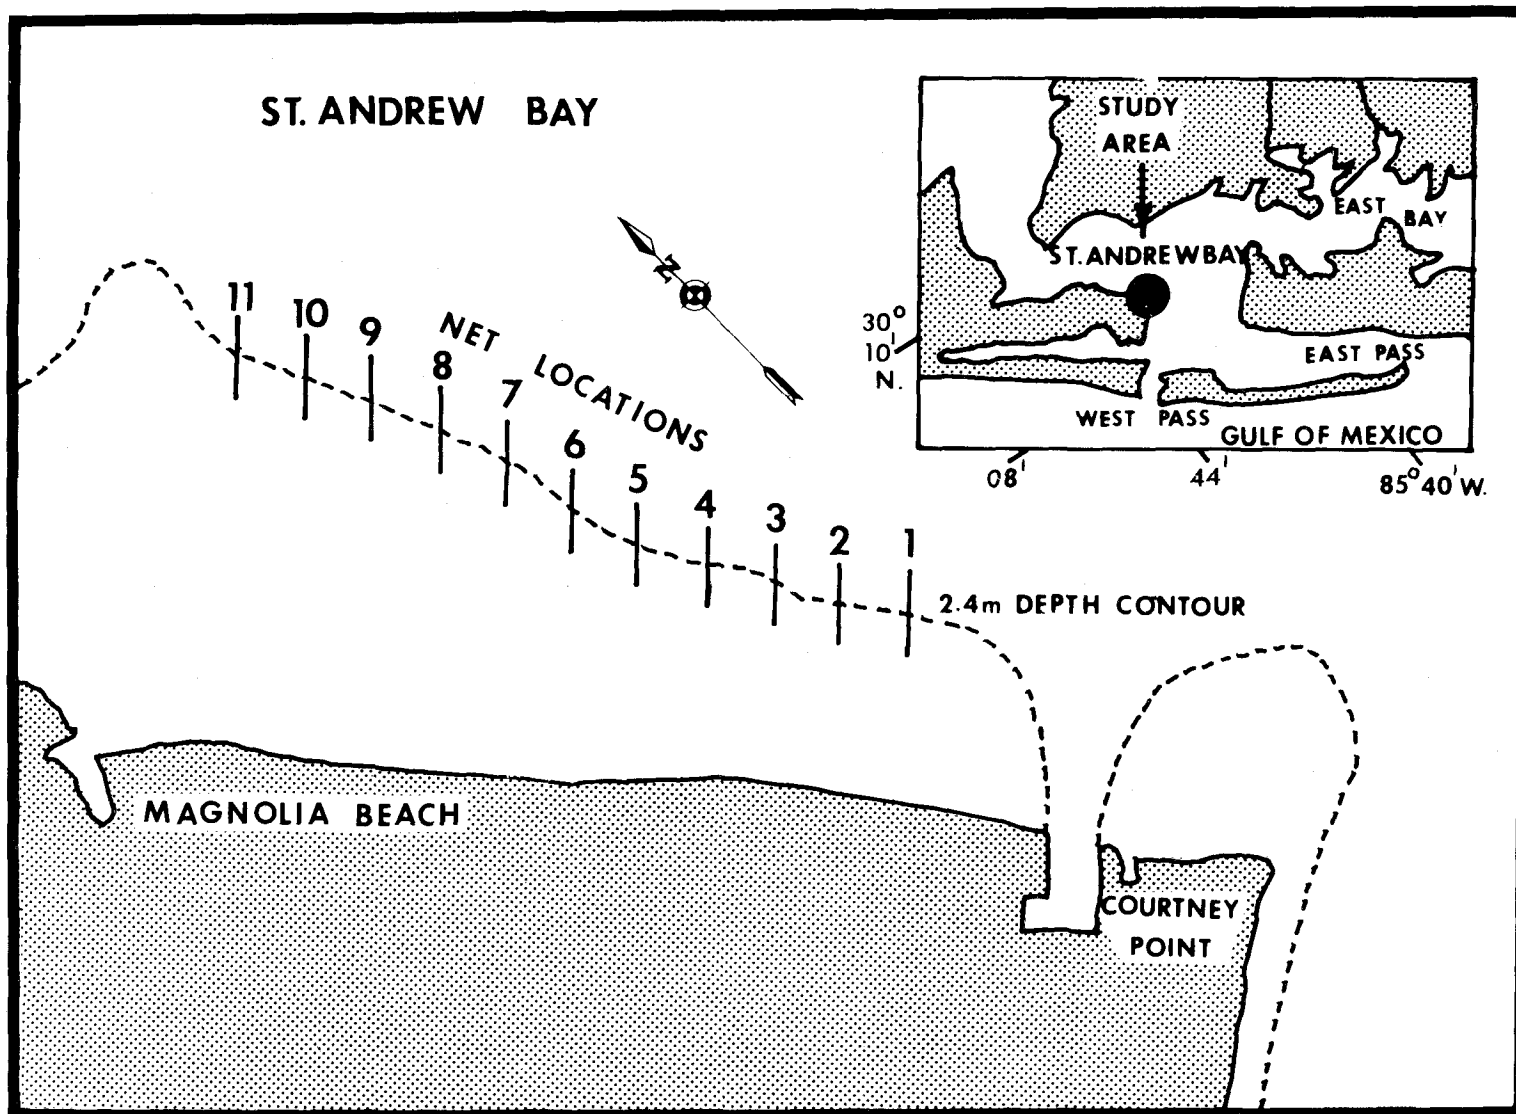 ST. ANDREW BAY
STUDY
AREA
EAST BAY
ST. ANDREW BAY
30°
10'
N.
EAST PASS
WEST PASS
GULF OF MEXICO
08'
44'
85°40'W.
N
NET LOCATIONS
11
10
9
8
7
6
5
4
3
2
1
2.4m DEPTH CONTOUR
MAGNOLIA BEACH
COURTNEY
POINT